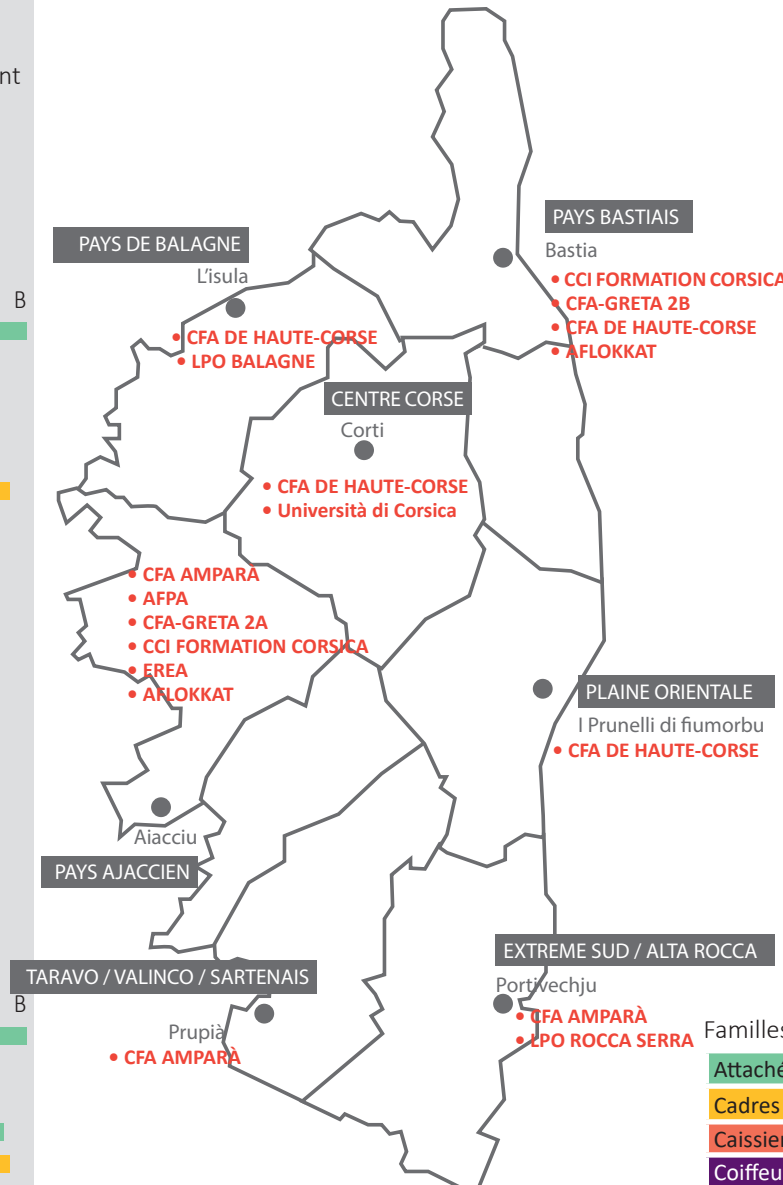 nt
B
B
PAYS BASTIAIS
Bastia
• CCI FORMATION CORSICA
• CFA-GRETA 2B
• CFA DE HAUTE-CORSE
• AFLOKKAT
PAYS DE BALAGNE
L'isula
• CFA DE HAUTE-CORSE
• LPO BALAGNE
CENTRE CORSE
Corti
• CFA DE HAUTE-CORSE
• Università di Corsica
• CFA AMPARÀ
• AFPA
• CFA-GRETA 2A
• CCI FORMATION CORSICA
• EREA
• AFLOKKAT
Aiacciu
PAYS AJACCIEN
PLAINE ORIENTALE
I Prunelli di fiumorbu
• CFA DE HAUTE-CORSE
TARAVO / VALINCO / SARTENAIS
Prupià
• CFA AMPARÀ
EXTREME SUD / ALTA ROCCA
Portivechju
• CFA AMPARÀ
• LPO ROCCA SERRA
Familles
Attaché
Cadres
Caissier
Coiffeu